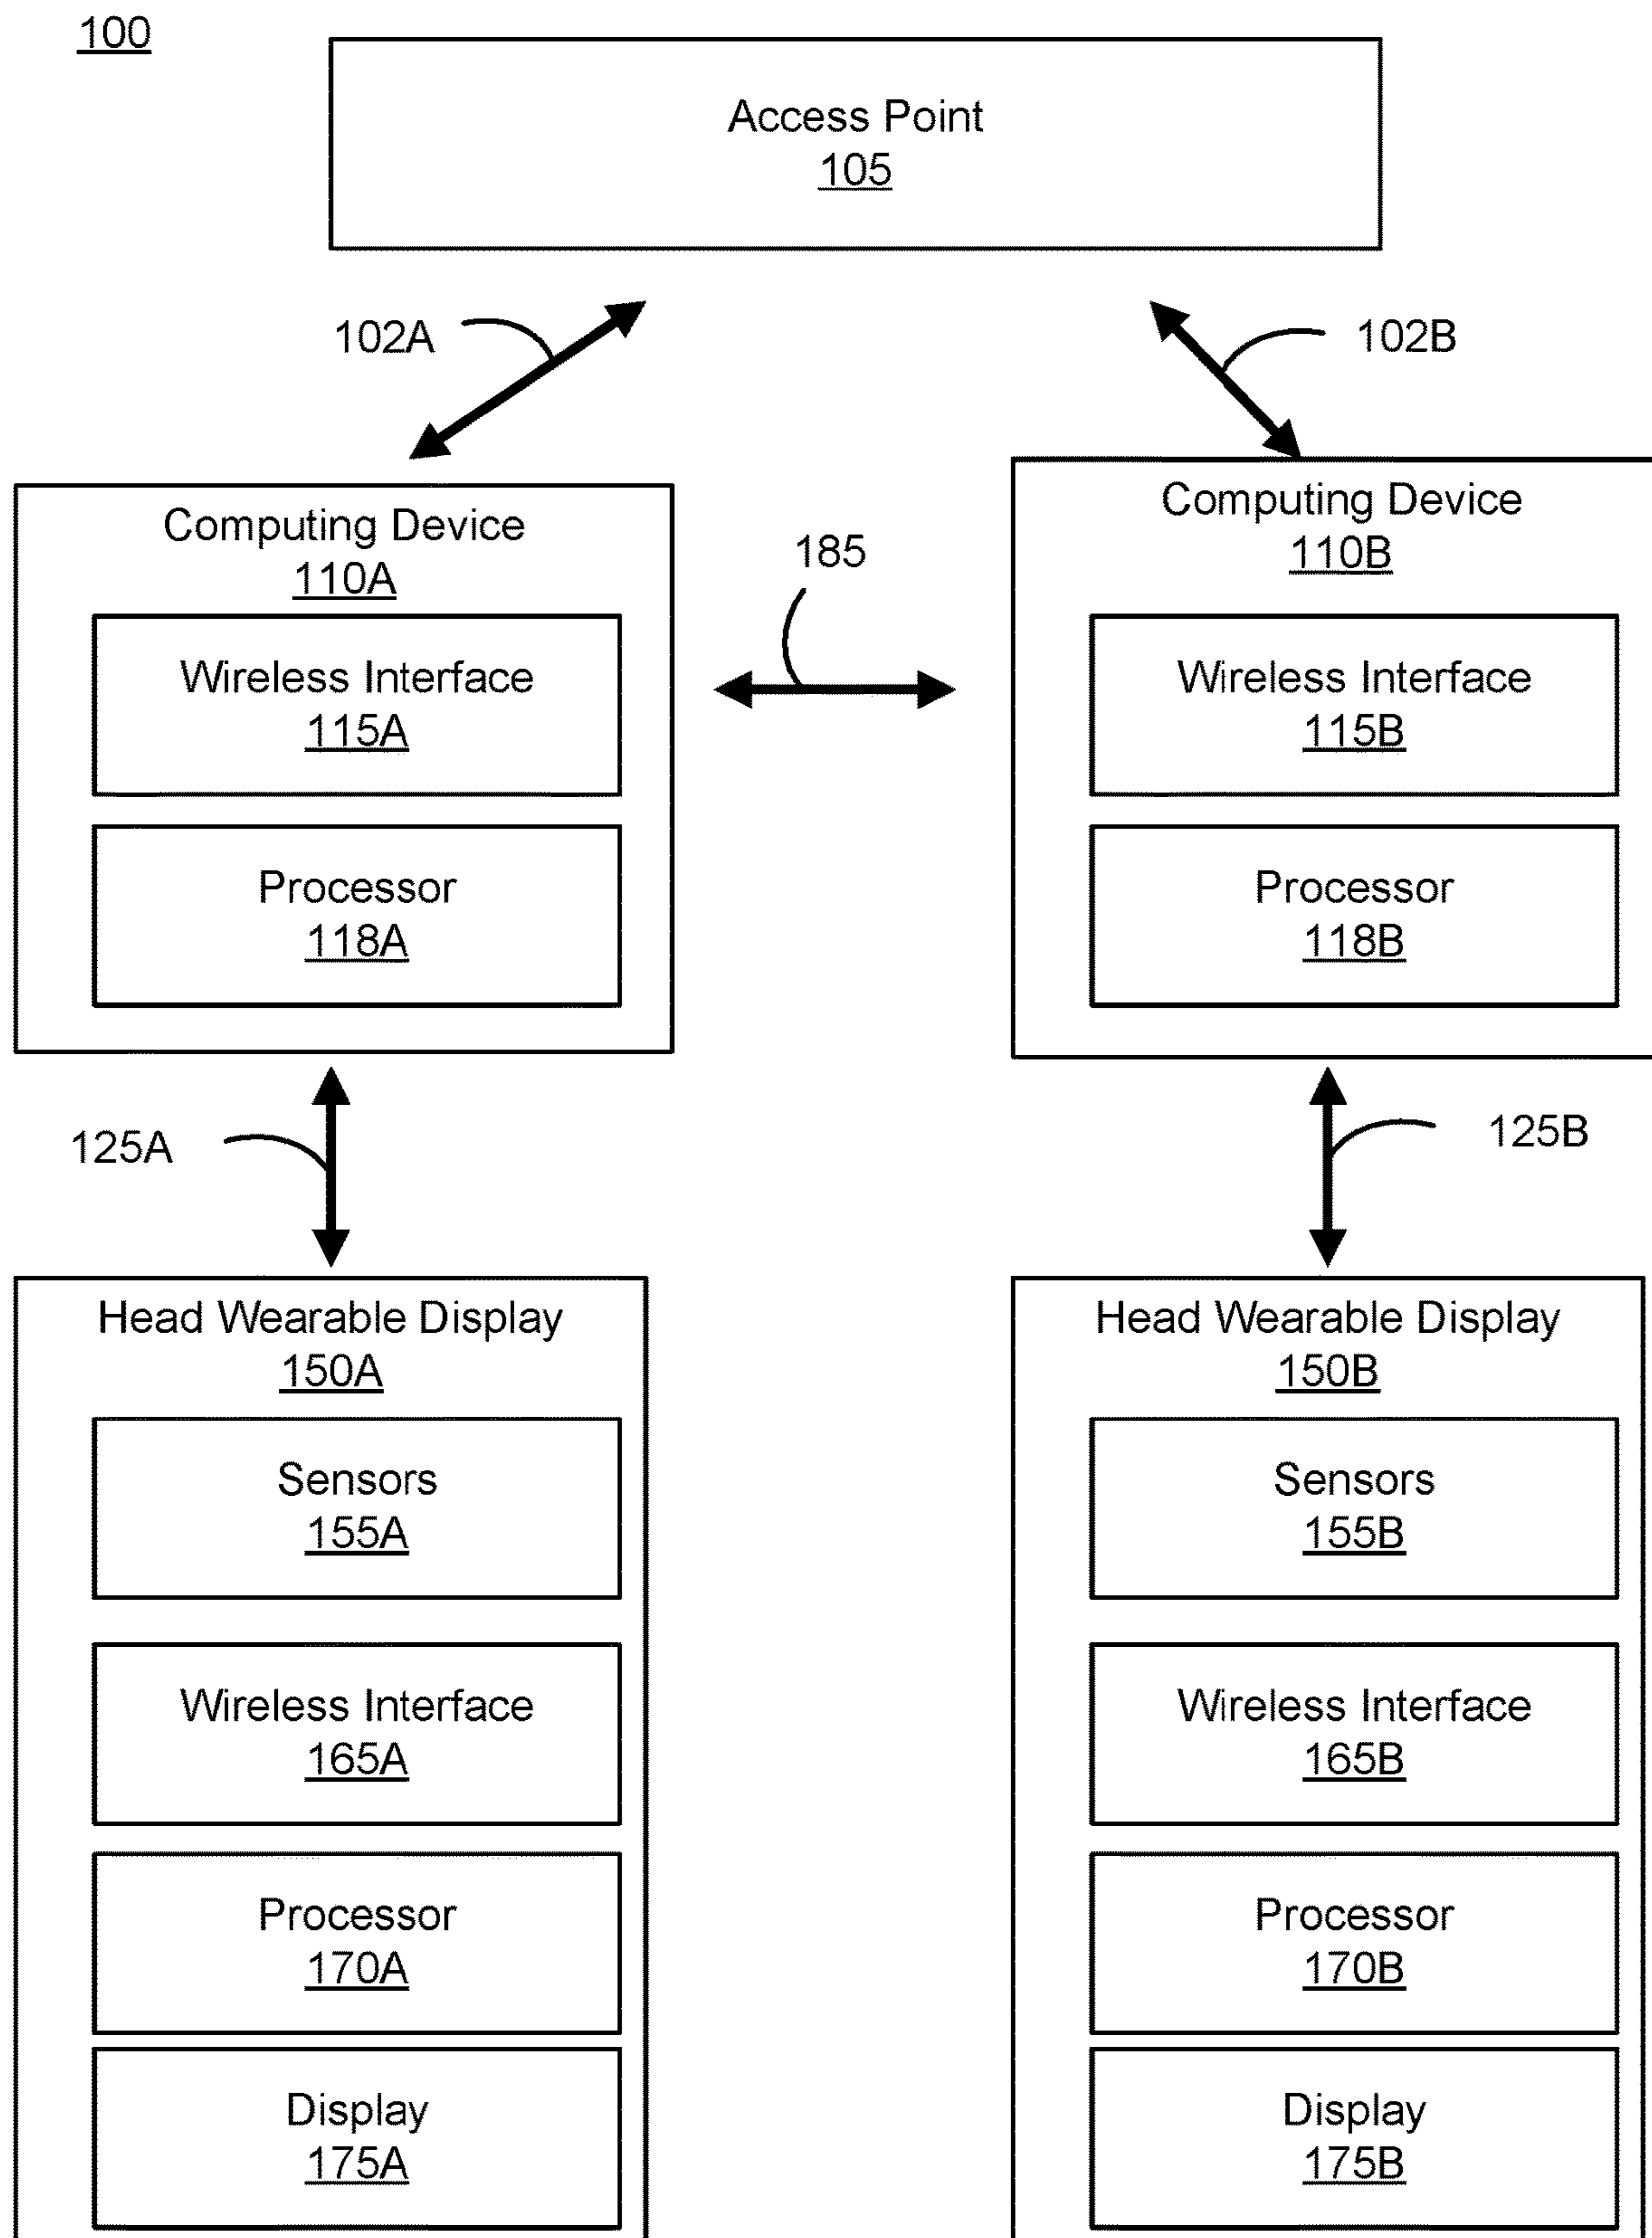 100
Access Point
105
102A
102B
Computing Device
110A
Wireless Interface
115A
Processor
118A
185
Computing Device
110B
Wireless Interface
115B
Processor
118B
125A
125B
Head Wearable Display
150A
Sensors
155A
Wireless Interface
165A
Processor
170A
Display
175A
Head Wearable Display
150B
Sensors
155B
Wireless Interface
165B
Processor
170B
Display
175B